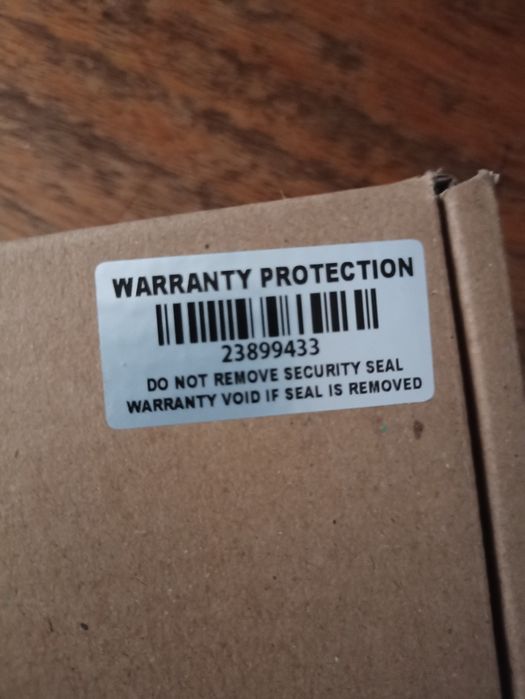 WARRANTY PROTECTION
23899433
DO NOT REMOVE SECURITY SEAL
WARRANTY VOID IF SEAL IS REMOVED